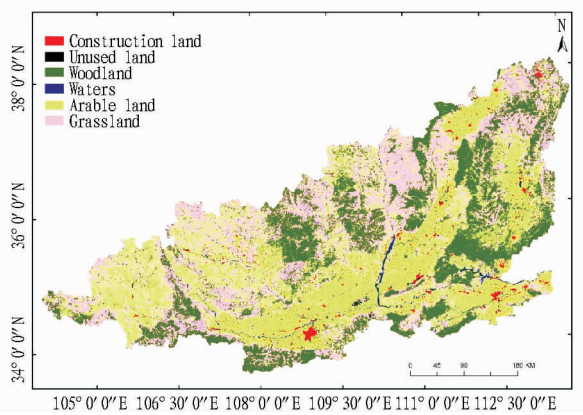 N
Construction land
Unused land
Woodland
Waters
Arable land
Grassland
38° 0′ 0″N
36° 0′ 0″N
34° 0′ 0″N
0 45 90 180 KM
105° 0′ 0″E 106° 30′ 0″E 108° 0′ 0″E 109° 30′ 0″E 111° 0′ 0″E 112° 30′ 0″E